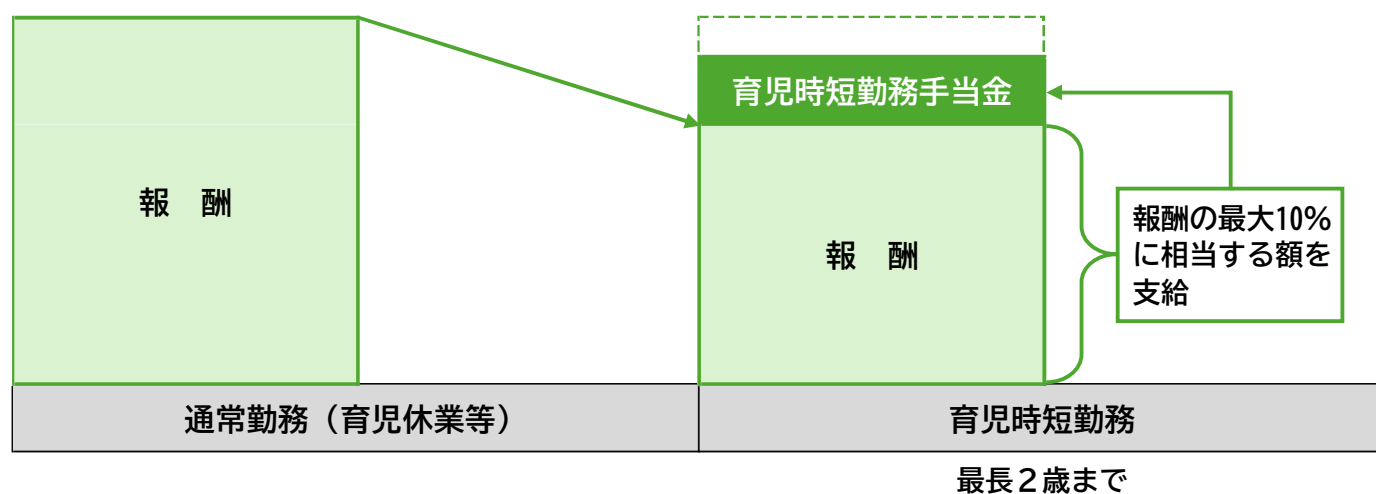 育児時短勤務手当金
報　酬
報　酬
報酬の最大10%
に相当する額を
支給
通常勤務（育児休業等）
育児時短勤務
最長２歳まで